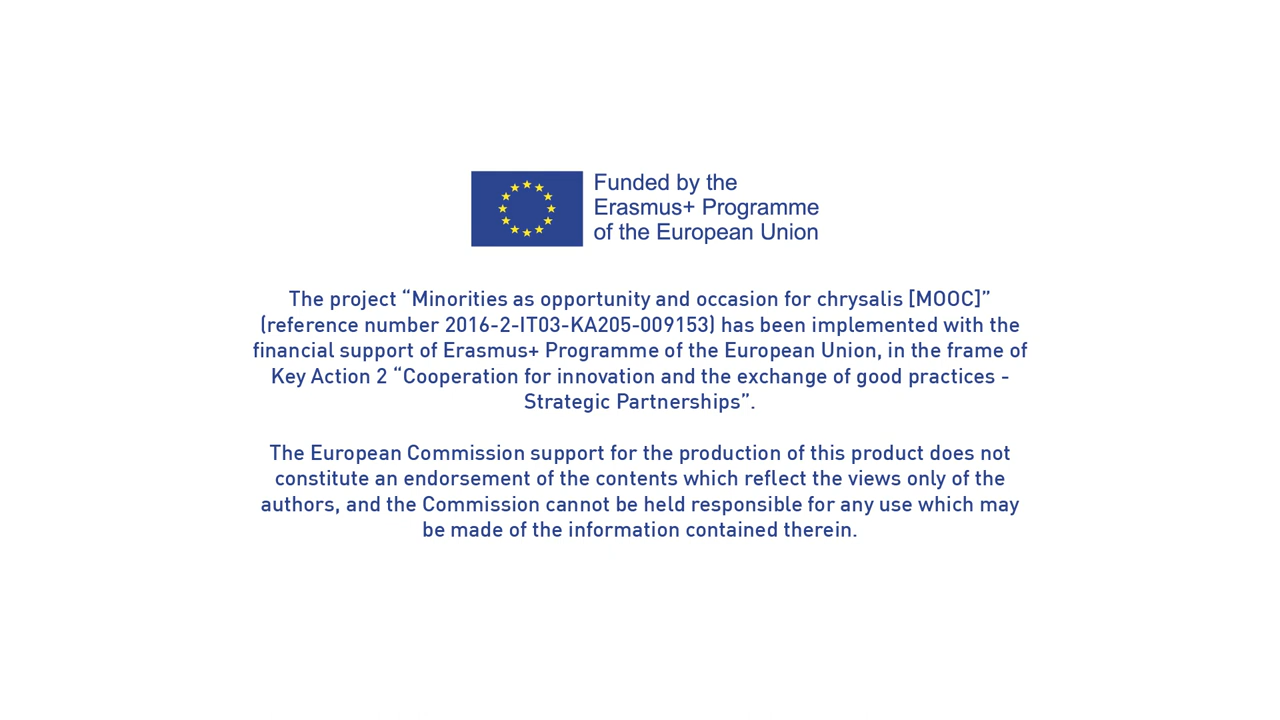 Funded by the
Erasmus+ Programme
of the European Union
The project “Minorities as opportunity and occasion for chrysalis [MOOC]”
(reference number 2016-2-IT03-KA205-009153) has been implemented with the
financial support of Erasmus+ Programme of the European Union, in the frame of
Key Action 2 “Cooperation for innovation and the exchange of good practices -
Strategic Partnerships”.
The European Commission support for the production of this product does not
constitute an endorsement of the contents which reflect the views only of the
authors, and the Commission cannot be held responsible for any use which may
be made of the information contained therein.